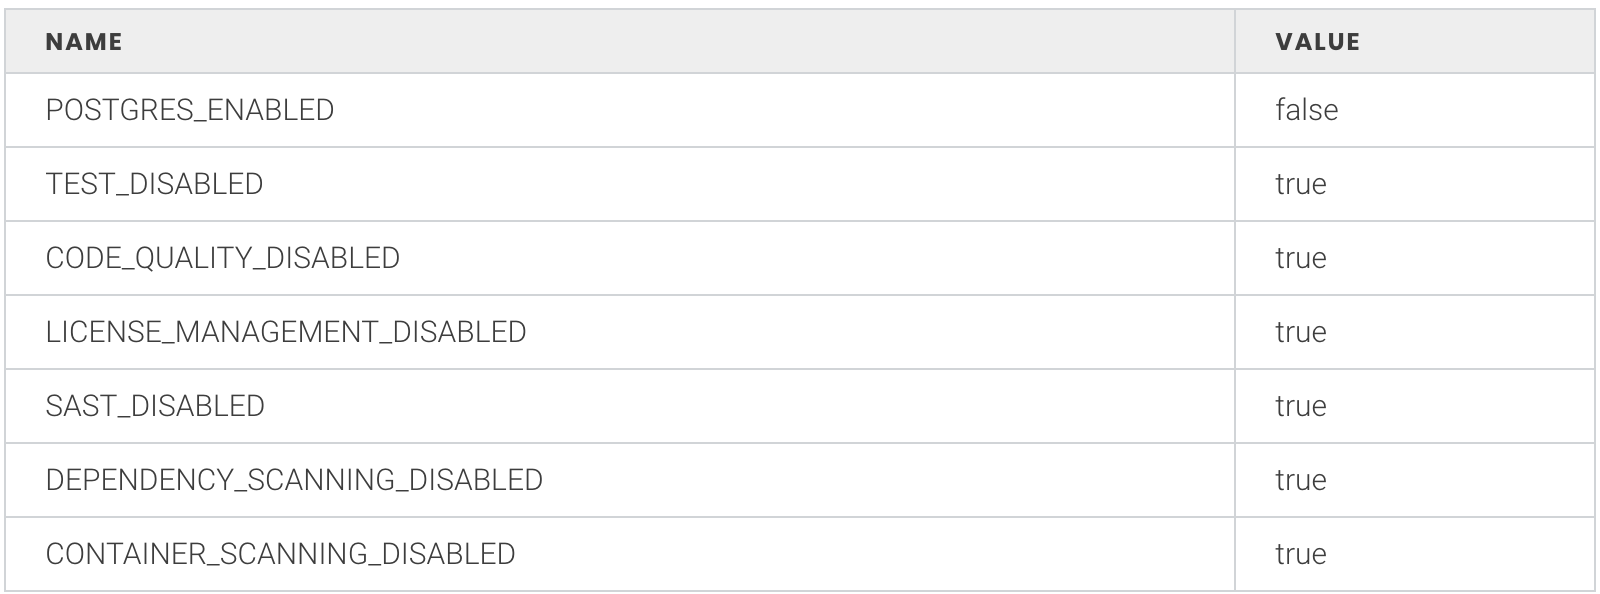 NAME VALUE
POSTGRES_ENABLED false
TEST_DISABLED true
CODE_QUALITY_DISABLED true
LICENSE_MANAGEMENT_DISABLED true
SAST_DISABLED true
DEPENDENCY_SCANNING_DISABLED true
CONTAINER_SCANNING_DISABLED true